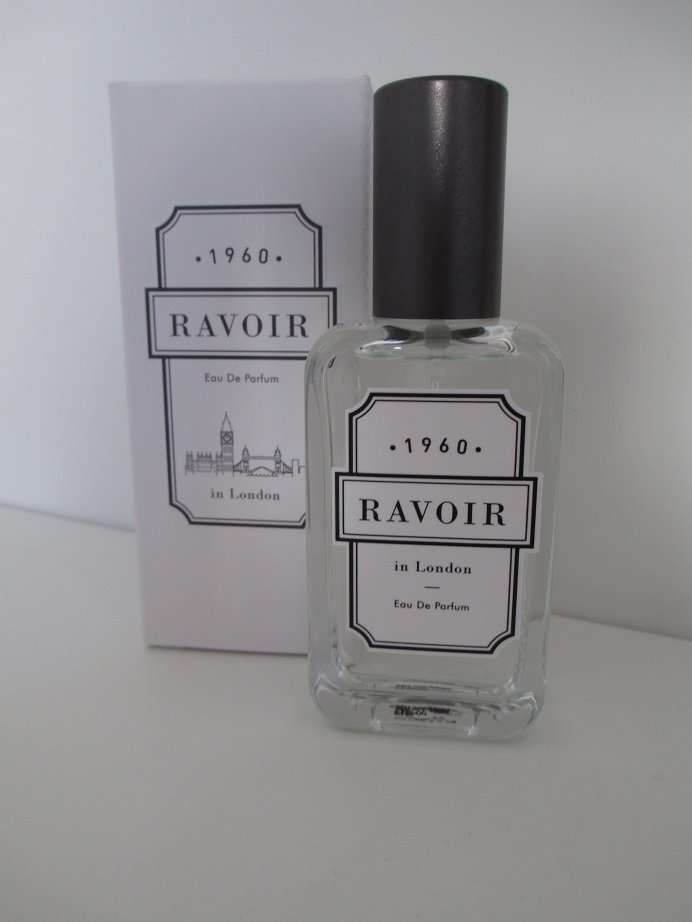 •1960•
RAVOIR
Eau De Parfum
in London
•1960•
RAVOIR
in London
Eau De Parfum